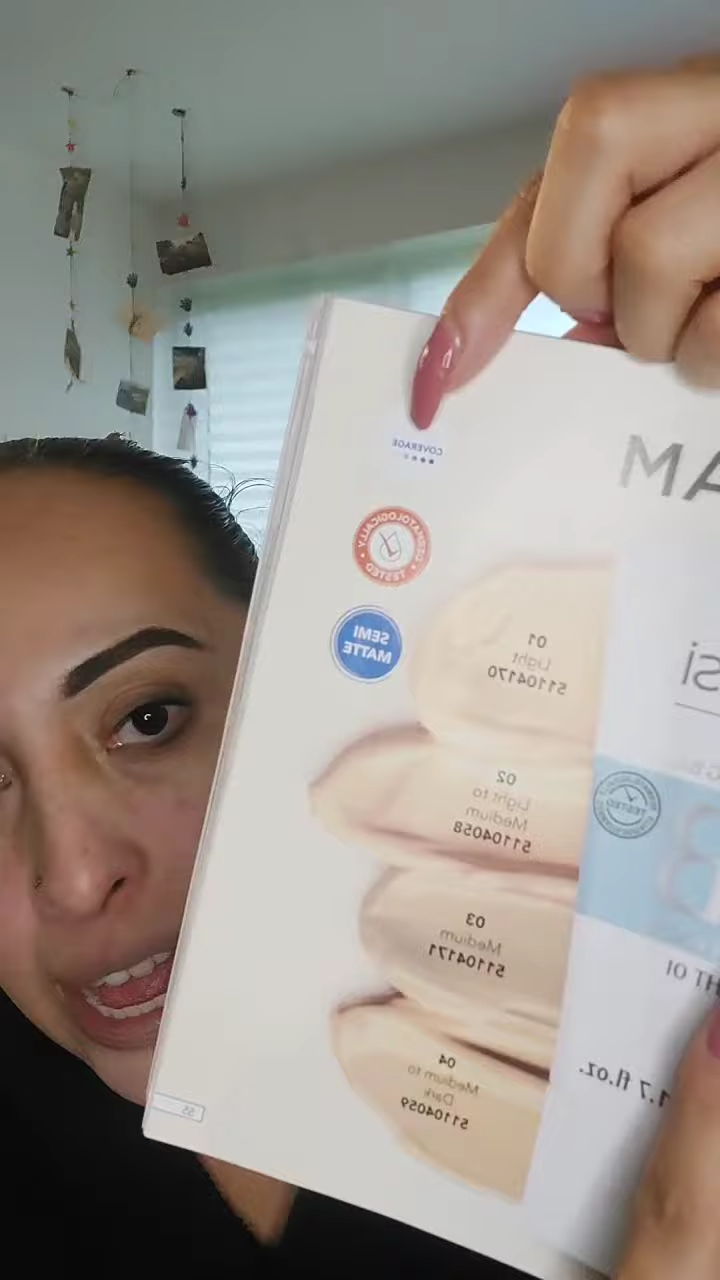 COVERAGE
DERMATOLOGICALLY
TESTED
SEMI
MATTE
01
Light
51104170
02
Light to
Medium
51104058
03
Medium
51104171
04
Medium to
Dark
51104059
55
TESTED
1.7 fl.oz.